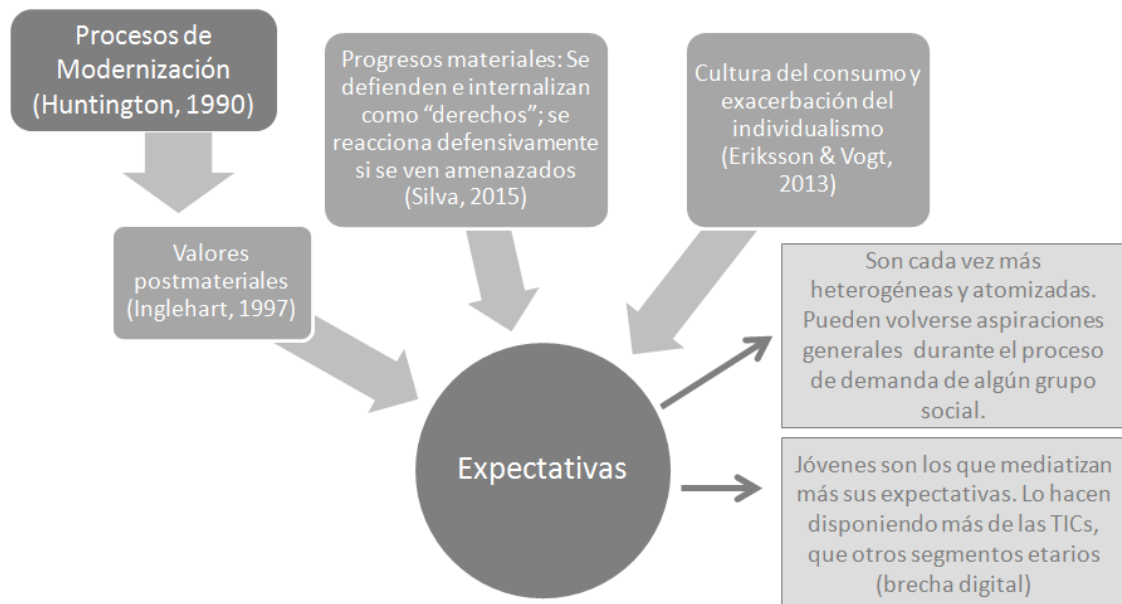 Procesos de
Modernización
(Huntington, 1990)
Progresos materiales: Se
defienden e internalizan
como “derechos”; se
reacciona defensivamente
si se ven amenazados
(Silva, 2015)
Cultura del consumo y
exacerbación del
individualismo
(Eriksson & Vogt,
2013)
Valores
postmateriales
(Inglehart, 1997)
Expectativas
Son cada vez más
heterogéneas y atomizadas.
Pueden volverse aspiraciones
generales durante el proceso
de demanda de algún grupo
social.
Jóvenes son los que mediatizan
más sus expectativas. Lo hacen
disponiendo más de las TICs,
que otros segmentos etarios
(brecha digital)